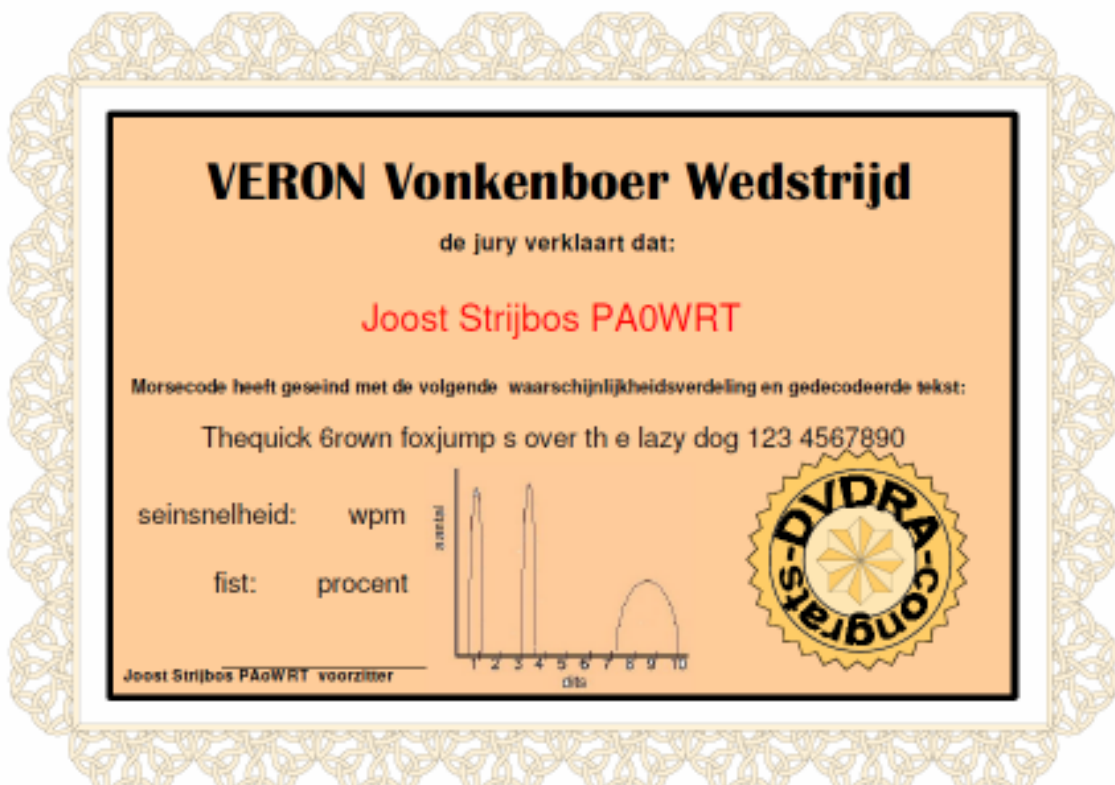 VERON Vonkenboer Wedstrijd
de jury verklaart dat:
Joost Strijbos PA0WRT
Morsecode heeft geseind met de volgende waarschijnlijkheidsverdeling en gedecodeerde tekst:
Thequick 6rown foxjump s over th e lazy dog 123 4567890
seinsnelheid: wpm
fist: procent
aantal
1 2 3 4 5 6 7 8 9 10
dits
-DVDRA-congrats
Joost Strijbos PAoWRT voorzitter